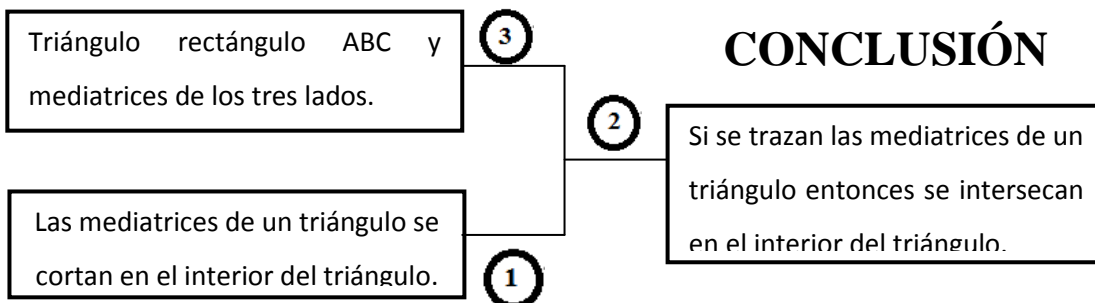 Triángulo rectángulo ABC y
mediatrices de los tres lados.
3
CONCLUSIÓN
2
Si se trazan las mediatrices de un
triángulo entonces se intersecan
en el interior del triángulo.
Las mediatrices de un triángulo se
cortan en el interior del triángulo.
1